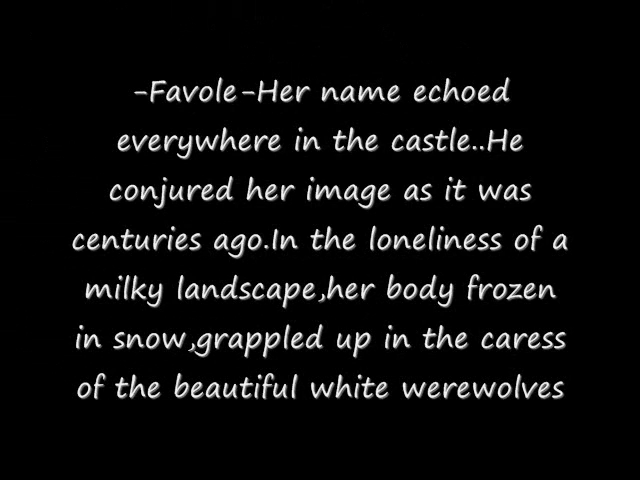 -Favole-Her name echoed
everywhere in the castle..He
conjured her image as it was
centuries ago.In the loneliness of a
milky landscape,her body frozen
in snow,grappled up in the caress
of the beautiful white werewolves